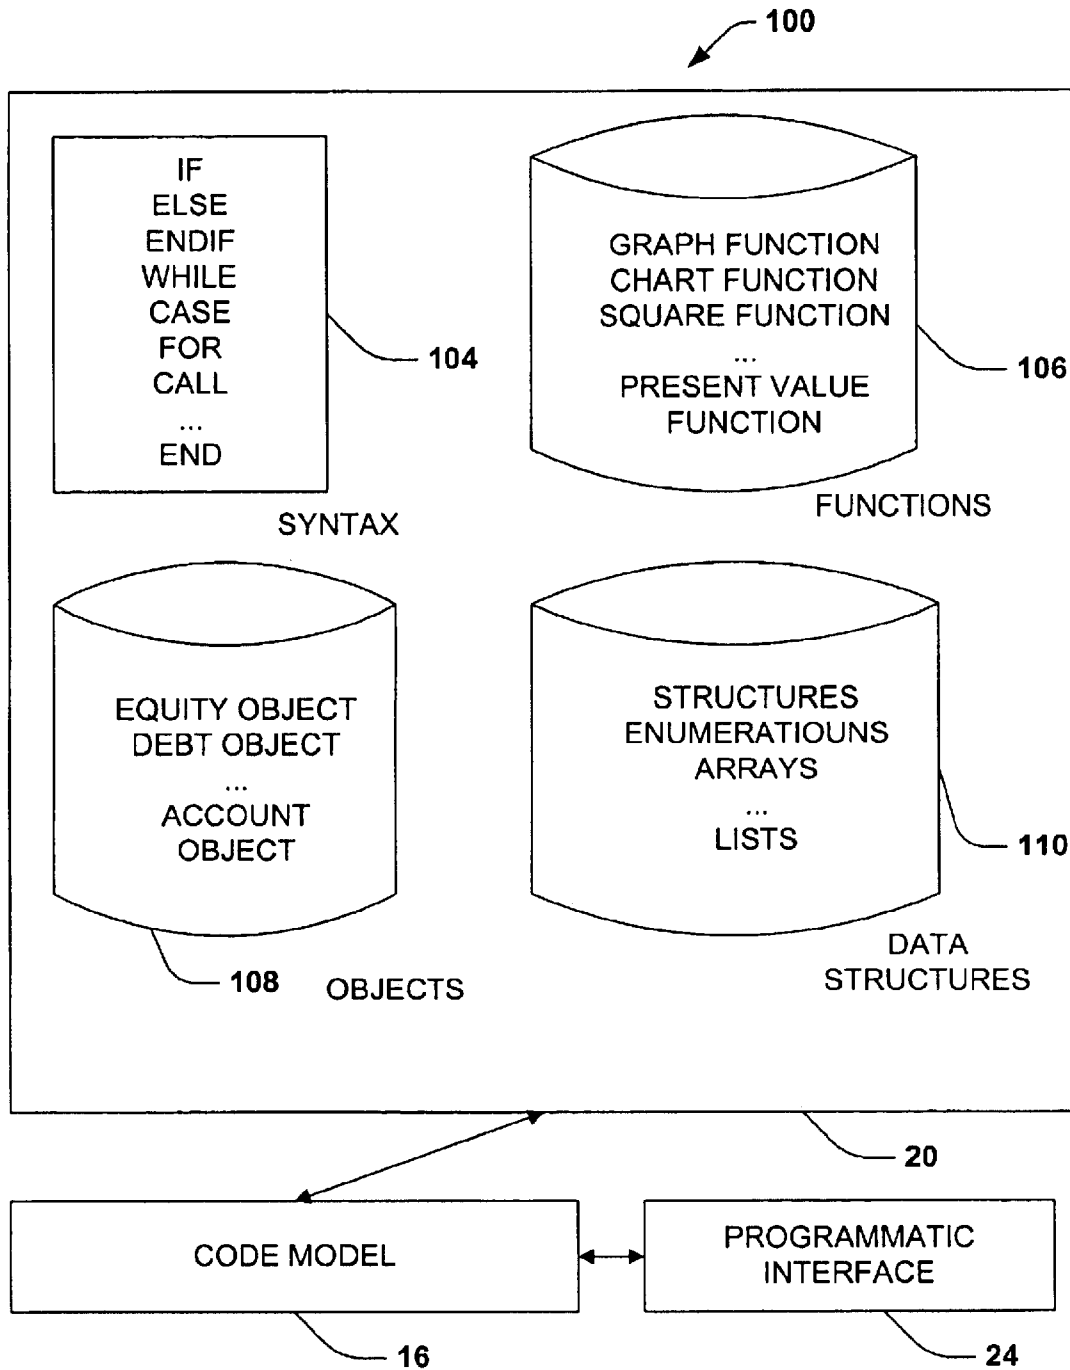 100
IF
ELSE
ENDIF
WHILE
CASE
FOR
CALL
...
END
104
SYNTAX
GRAPH FUNCTION
CHART FUNCTION
SQUARE FUNCTION
...
PRESENT VALUE
FUNCTION
106
FUNCTIONS
EQUITY OBJECT
DEBT OBJECT
...
ACCOUNT
OBJECT
108
OBJECTS
STRUCTURES
ENUMERATIOUNS
ARRAYS
...
LISTS
110
DATA
STRUCTURES
20
CODE MODEL
16
PROGRAMMATIC
INTERFACE
24